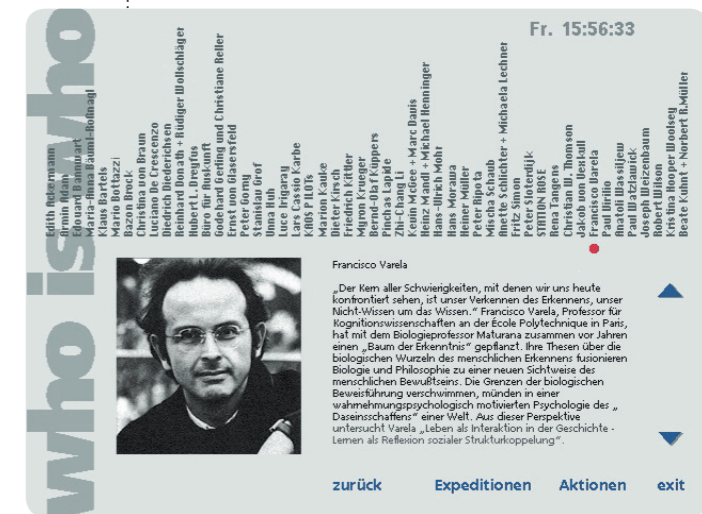 who is who
Fr. 15:56:33
Edith Ackermann
Armin Adam
Edouard Bannwart
Maria-Anna Bäuml-Roßnagl
Klaus Bartels
Mario Bottazzi
Bazon Brock
Christina von Braun
Luciano De Crescenzo
Diedrich Diederichsen
Reinhard Donath + Rüdiger Wollschläger
Hubert L. Dreyfus
Büro für Auskunft
Godehard Gerling und Christiane Reller
Ernst von Glasersfeld
Peter Gorny
Stanislav Grof
Unna Huh
Luce Irigaray
Lars Cassio Karbe
KAOS PILOTs
Marion Kauke
Dieter Kirsch
Friedrich Kittler
Myron Krueger
Bernd-Olaf Küppers
Pinchas Lapide
Zhi-Chang Li
Kevin McGee + Marc Davis
Heinz Mandl + Michael Henninger
Hans-Ulrich Mohr
Hans Morawa
Heiner Müller
Peter Ripota
Mischa Schaub
Anette Schlichter + Michaela Lechner
Fritz Simon
Peter Sloterdijk
STATION ROSE
Rena Tangens
Christian W. Thomson
Jakob von Uexkull
Francisco Varela
Paul Virilio
Anatoli Wassiljew
Paul Watzlawick
Joseph Weizenbaum
Robert Wilson
Kristina Hooper Woolsey
Beate Kuhnt + Norbert R.Müller
Francisco Varela
„Der Kern aller Schwierigkeiten, mit denen wir uns heute
konfrontiert sehen, ist unser Verkennen des Erkennens, unser
Nicht-Wissen um das Wissen.“ Francisco Varela, Professor für
Kognitionswissenschaften an der École Polytechnique in Paris,
hat mit dem Biologieprofessor Maturana zusammen vor Jahren
einen „Baum der Erkenntnis“ gepflanzt. Ihre Thesen über die
biologischen Wurzeln des menschlichen Erkennens fusionieren
Biologie und Philosophie zu einer neuen Sichtweise des
menschlichen Bewußtseins. Die Grenzen der biologischen
Beweisführung verschwimmen, münden in einer
wahrnehmungspsychologisch motivierten Psychologie des „
Daseinsschaffens“ einer Welt. Aus dieser Perspektive
untersucht Varela „Leben als Interaktion in der Geschichte -
Lernen als Reflexion sozialer Strukturkoppelung“.
zurück Expeditionen Aktionen exit